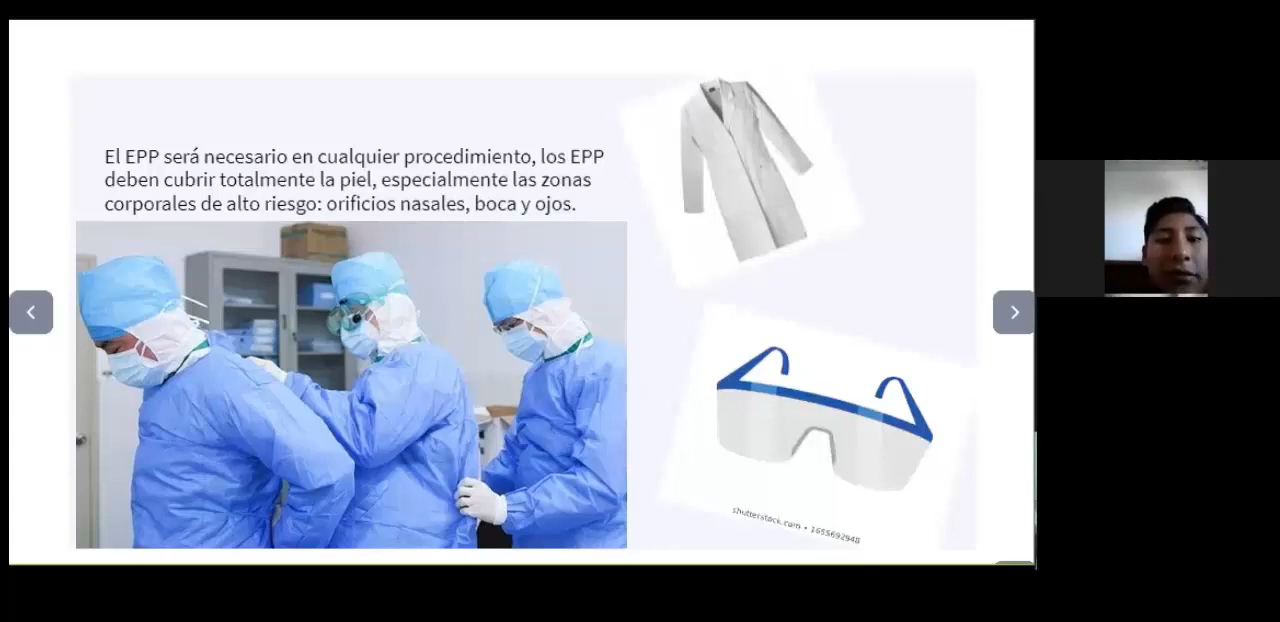 El EPP será necesario en cualquier procedimiento, los EPP
deben cubrir totalmente la piel, especialmente las zonas
corporales de alto riesgo: orificios nasales, boca y ojos.
shutterstock.com • 1655692948